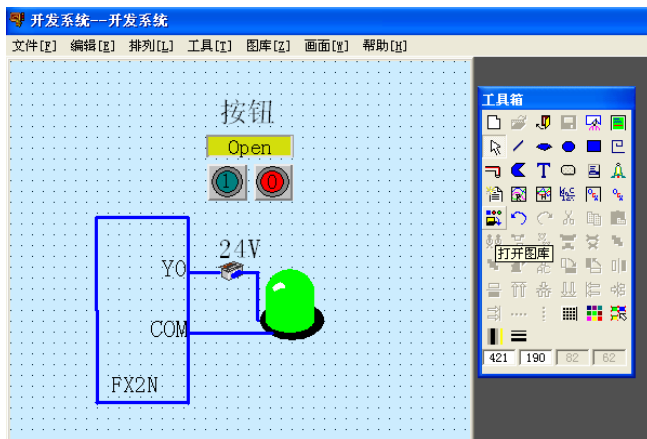 开发系统--开发系统
文件[F] 编辑[E] 排列[L] 工具[T] 图库[Z] 画面[W] 帮助[H]
按钮
Open
1 0
24V
Y0
COM
FX2N
工具箱
T
打开图库
421 190 82 62